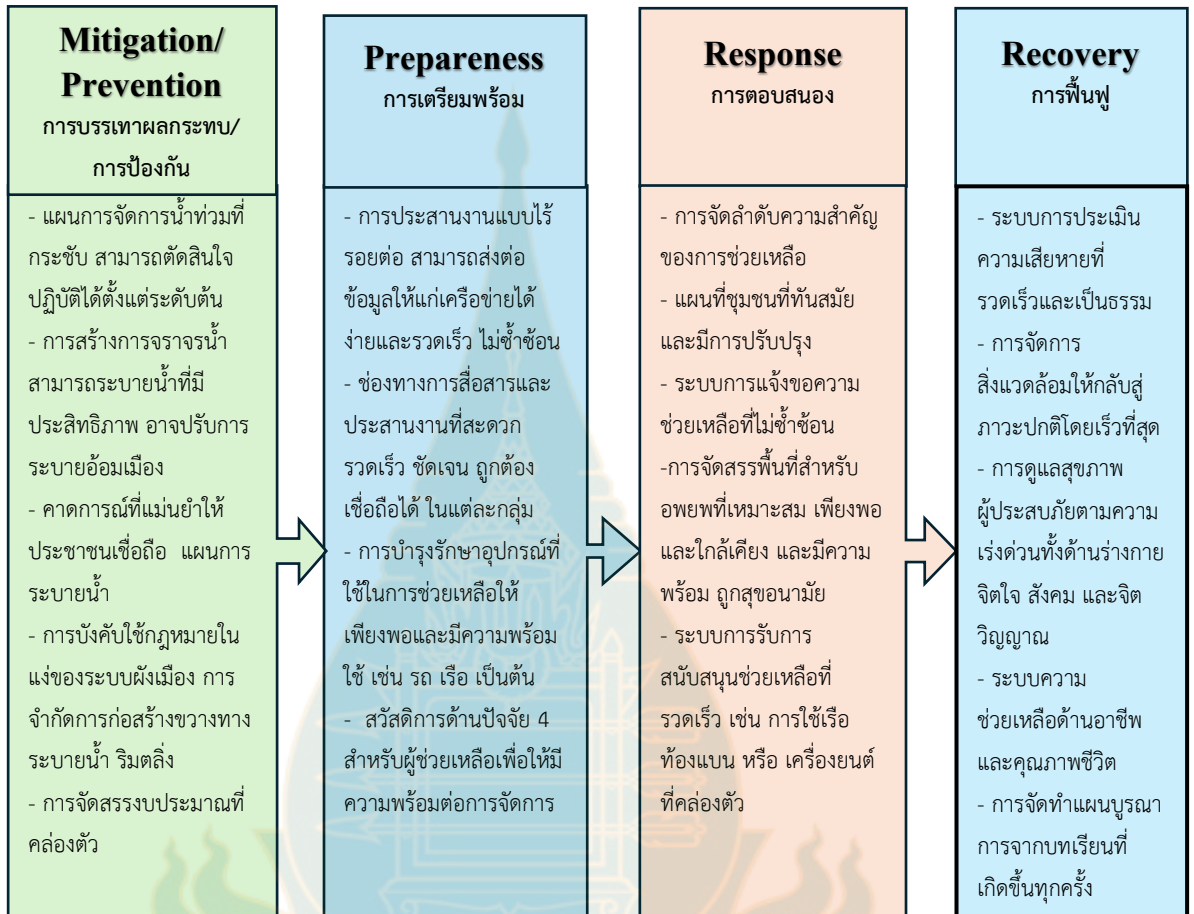 Mitigation/
Prevention
การบรรเทาผลกระทบ/
การป้องกัน
- แผนการจัดการน้ำท่วมที่
กระชับ สามารถตัดสินใจ
ปฏิบัติได้ตั้งแต่ระดับต้น
- การสร้างการจราจรน้ำ
สามารถระบายน้ำที่มี
ประสิทธิภาพ อาจปรับการ
ระบายอ้อมเมือง
- คาดการณ์ที่แม่นยำให้
ประชาชนเชื่อถือ แผนการ
ระบายน้ำ
- การบังคับใช้กฎหมายใน
แง่ของระบบผังเมือง การ
จำกัดการก่อสร้างขวางทาง
ระบายน้ำ ริมตลิ่ง
- การจัดสรรงบประมาณที่
คล่องตัว
Prepareness
การเตรียมพร้อม
- การประสานงานแบบไร้
รอยต่อ สามารถส่งต่อ
ข้อมูลให้แก่เครือข่ายได้
ง่ายและรวดเร็ว ไม่ซ้ำซ้อน
- ช่องทางการสื่อสารและ
ประสานงานที่สะดวก
รวดเร็ว ชัดเจน ถูกต้อง
เชื่อถือได้ ในแต่ละกลุ่ม
- การบำรุงรักษาอุปกรณ์ที่
ใช้ในการช่วยเหลือให้
เพียงพอและมีความพร้อม
ใช้ เช่น รถ เรือ เป็นต้น
- สวัสดิการด้านปัจจัย 4
สำหรับผู้ช่วยเหลือเพื่อให้มี
ความพร้อมต่อการจัดการ
Response
การตอบสนอง
- การจัดลำดับความสำคัญ
ของการช่วยเหลือ
- แผนที่ชุมชนที่ทันสมัย
และมีการปรับปรุง
- ระบบการแจ้งขอความ
ช่วยเหลือที่ไม่ซ้ำซ้อน
-การจัดสรรพื้นที่สำหรับ
อพยพที่เหมาะสม เพียงพอ
และใกล้เคียง และมีความ
พร้อม ถูกสุขอนามัย
- ระบบการรับการ
สนับสนุนช่วยเหลือที่
รวดเร็ว เช่น การใช้เรือ
ท้องแบน หรือ เครื่องยนต์
ที่คล่องตัว
Recovery
การฟื้นฟู
- ระบบการประเมิน
ความเสียหายที่
รวดเร็วและเป็นธรรม
- การจัดการ
สิ่งแวดล้อมให้กลับสู่
ภาวะปกติโดยเร็วที่สุด
- การดูแลสุขภาพ
ผู้ประสบภัยตามความ
เร่งด่วนทั้งด้านร่างกาย
จิตใจ สังคม และจิต
วิญญาณ
- ระบบความ
ช่วยเหลือด้านอาชีพ
และคุณภาพชีวิต
- การจัดทำแผนบูรณา
การจากบทเรียนที่
เกิดขึ้นทุกครั้ง